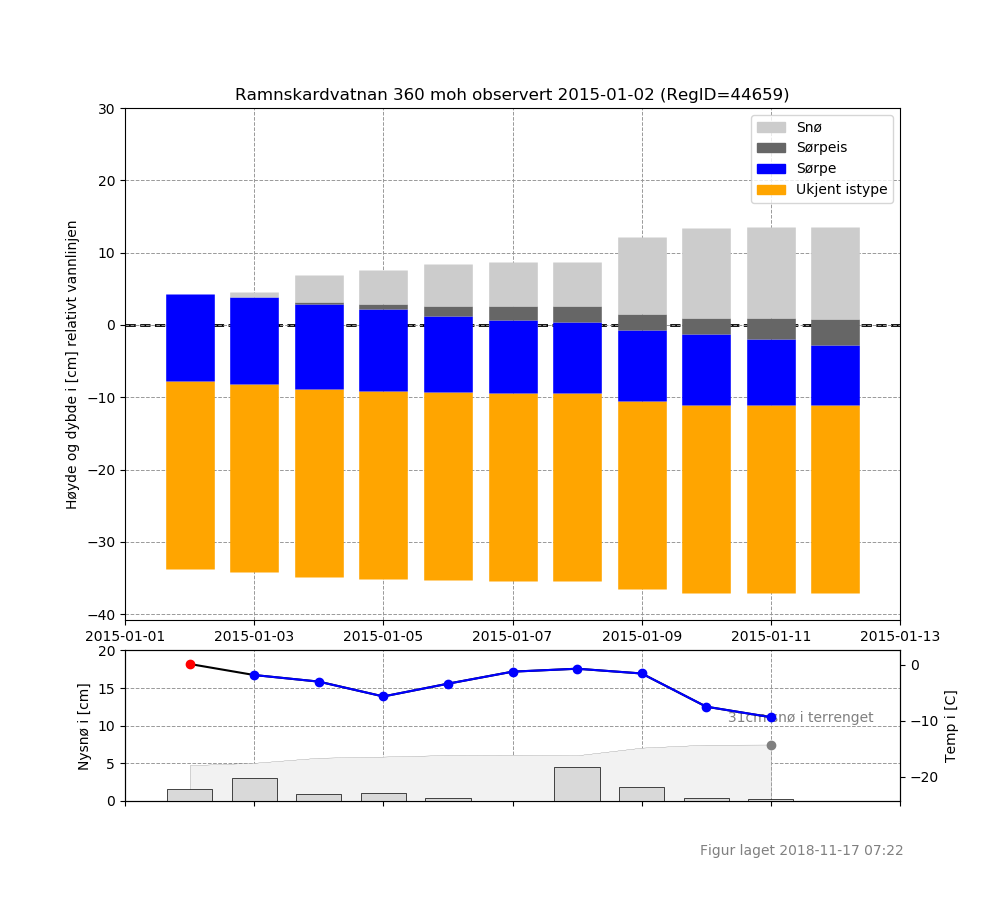 Ramnskardvatnan 360 moh observert 2015-01-02 (RegID=44659)
Høyde og dybde i [cm] relativt vannlinjen
30
20
10
0
−10
−20
−30
−40
Snø
Sørpeis
Sørpe
Ukjent istype
2015-01-01
2015-01-03
2015-01-05
2015-01-07
2015-01-09
2015-01-11
2015-01-13
Nysnø i [cm]
20
15
10
5
0
31cm snø i terrenget
0
−10
−20
Temp i [C]
Figur laget 2018-11-17 07:22